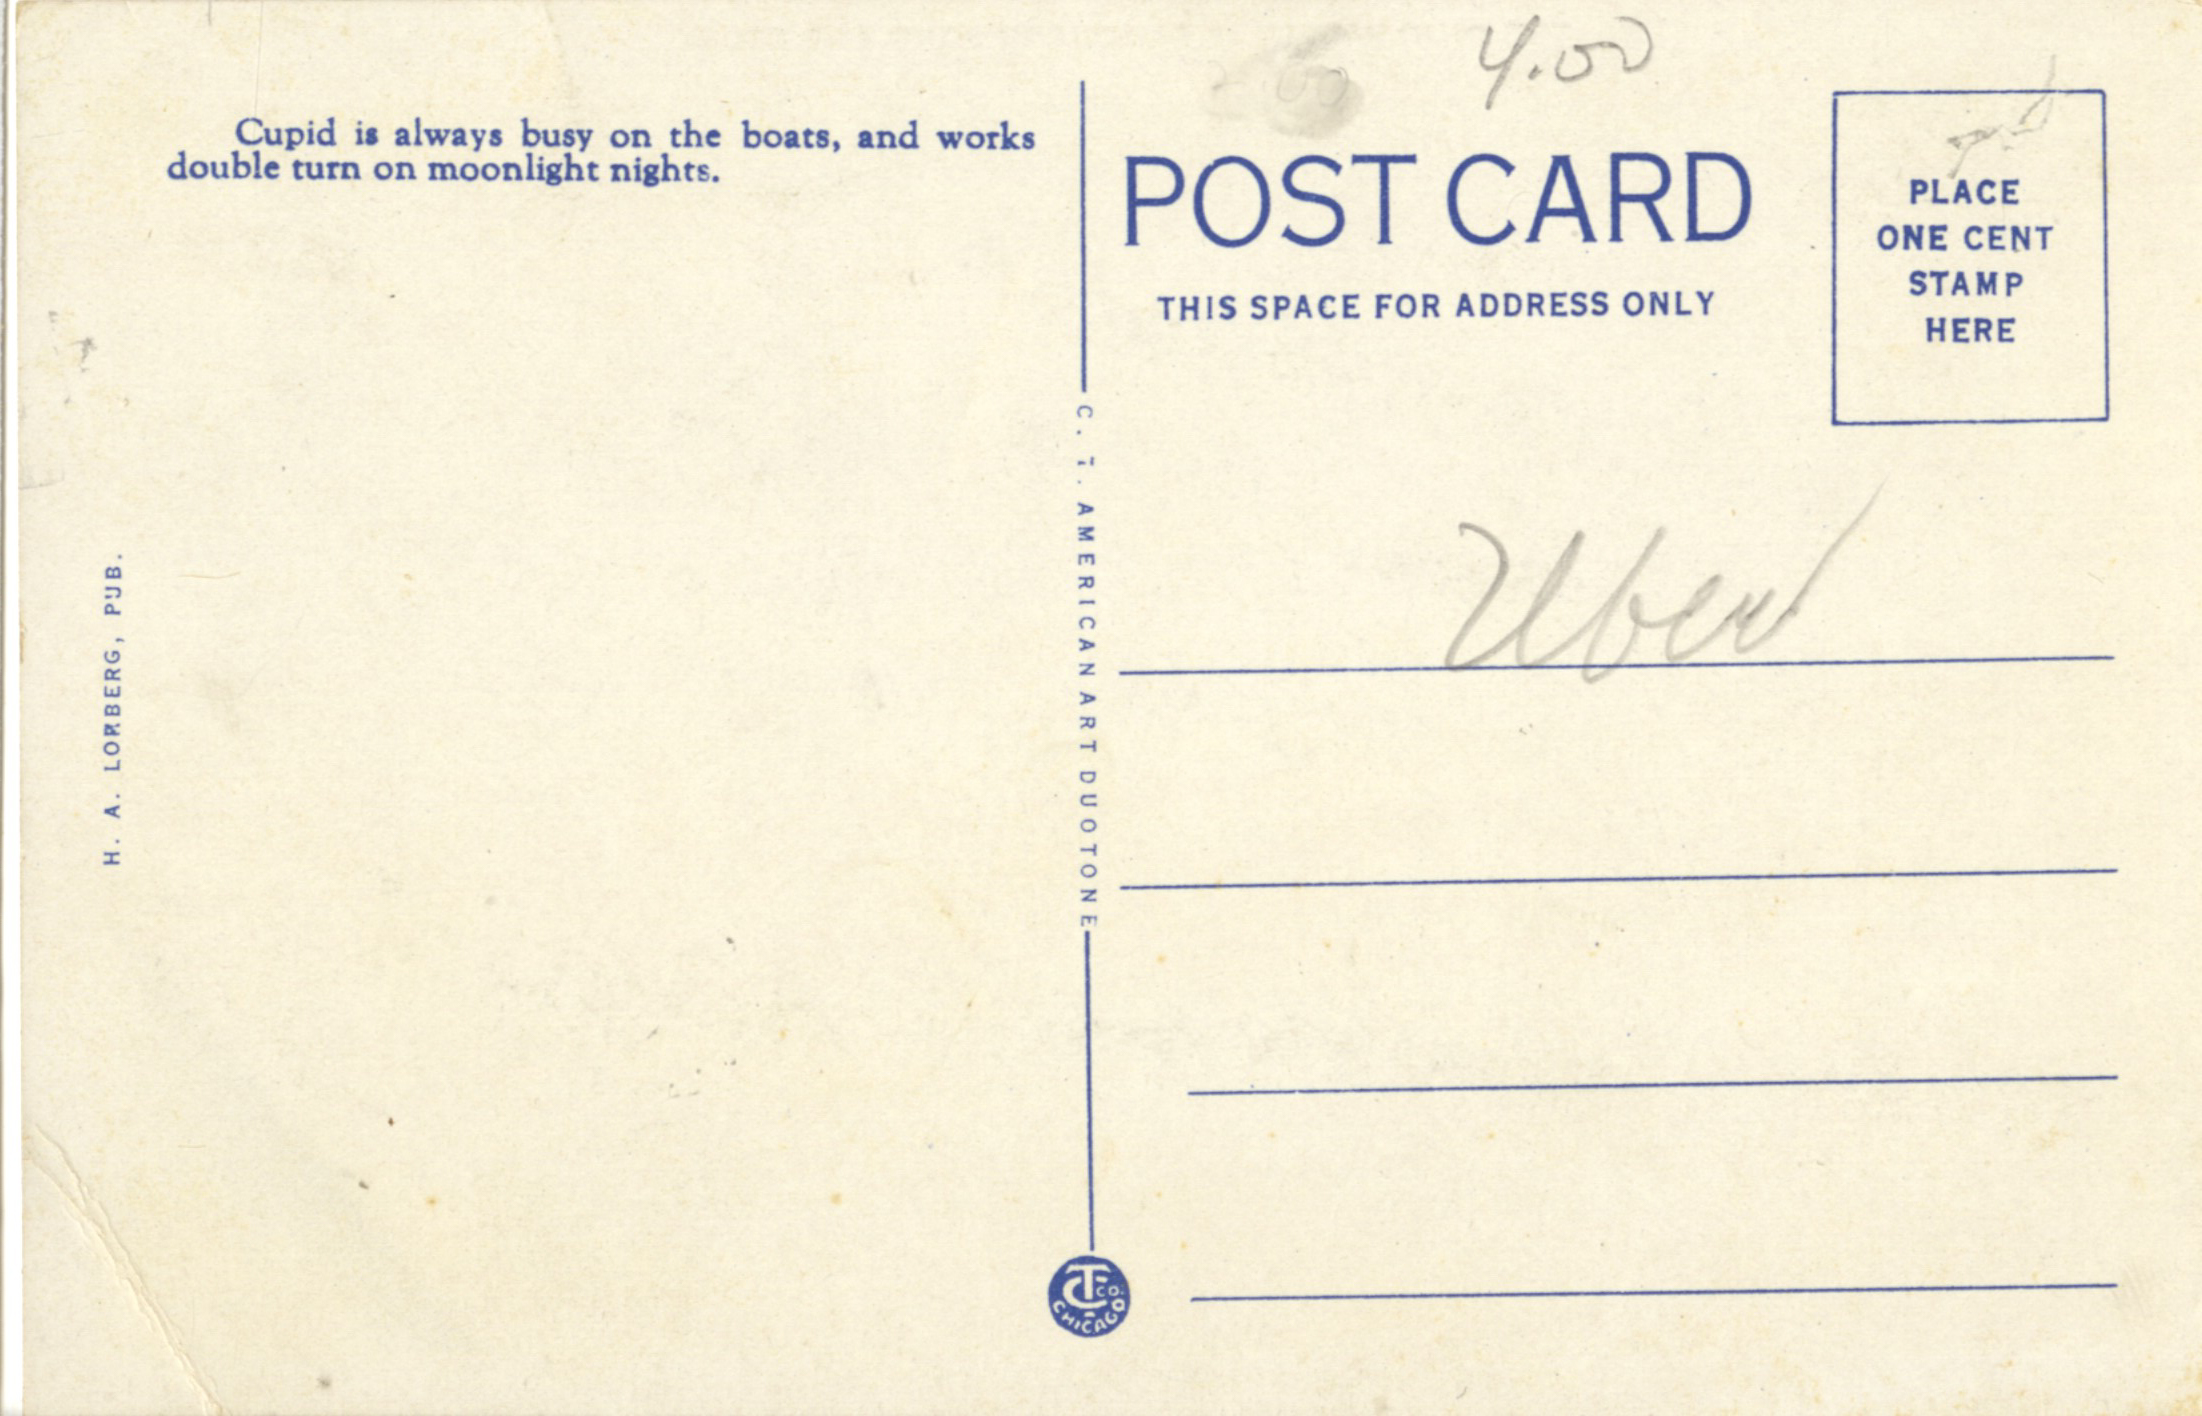 4.00
Cupid is always busy on the boats, and works
double turn on moonlight nights.
POST CARD
THIS SPACE FOR ADDRESS ONLY
PLACE
ONE CENT
STAMP
HERE
C. T. AMERICAN ART DUOTONE
H. A. LORBERG, PUB.
CT CO. CHICAGO